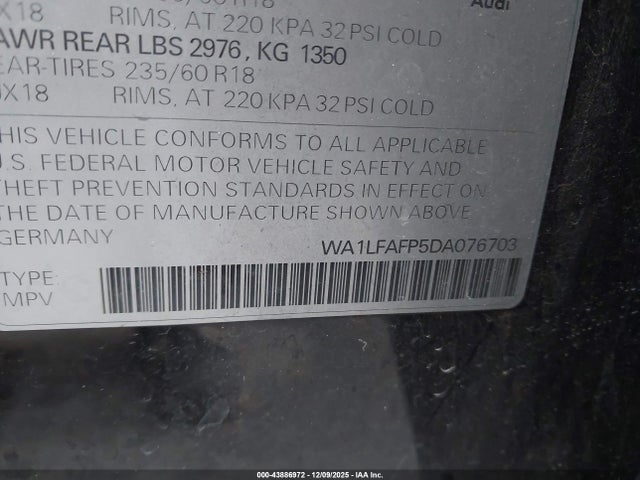 X18 RIMS, AT 220 KPA 32 PSI COLD
Audi
AWR REAR LBS 2976, KG 1350
EAR-TIRES 235/60 R18
JX18 RIMS, AT 220 KPA 32 PSI COLD
THIS VEHICLE CONFORMS TO ALL APPLICABLE
U.S. FEDERAL MOTOR VEHICLE SAFETY AND
THEFT PREVENTION STANDARDS IN EFFECT ON
THE DATE OF MANUFACTURE SHOWN ABOVE.
GERMANY
WA1LFAFP5DA076703
TYPE:
MPV
000-43886972 | 12/09/2025 | IAA Inc.